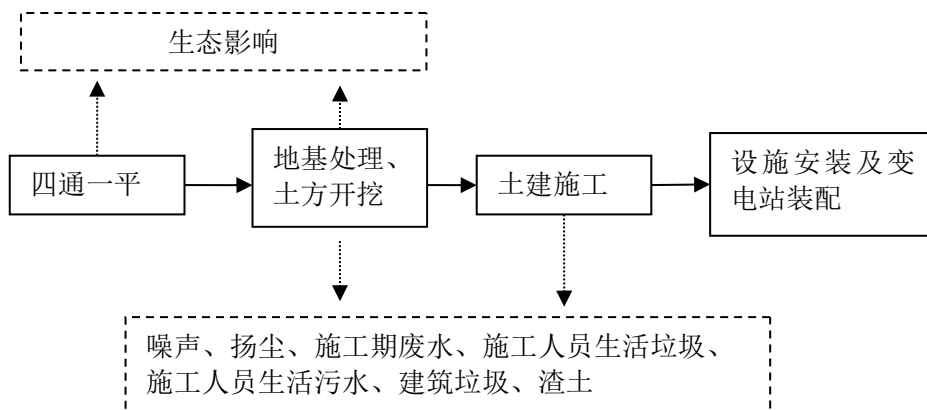 生态影响
四通一平
地基处理、
土方开挖
土建施工
设施安装及变
电站装配
噪声、扬尘、施工期废水、施工人员生活垃圾、
施工人员生活污水、建筑垃圾、渣土